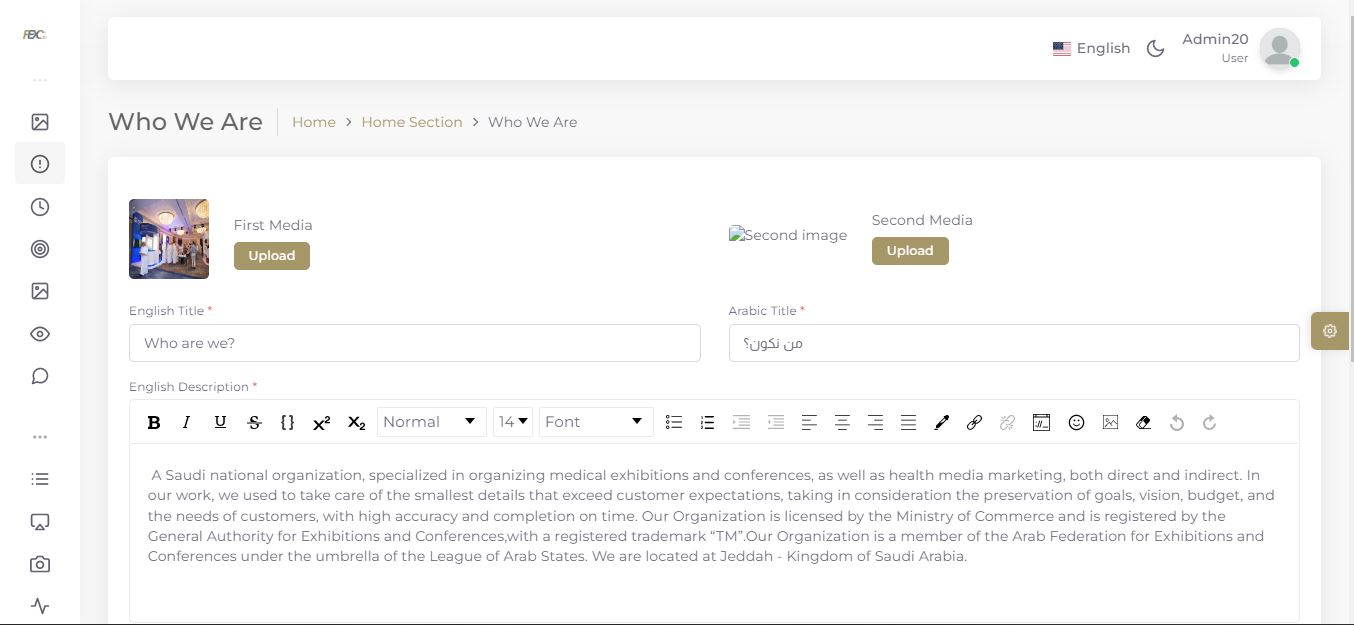 English
Admin20
User
Who We Are
Home > Home Section > Who We Are
First Media
Upload
Second image
Second Media
Upload
English Title *
Who are we?
Arabic Title *
من نكون؟
English Description *
B I U S {} X² X₂ Normal 14 Font
A Saudi national organization, specialized in organizing medical exhibitions and conferences, as well as health media marketing, both direct and indirect. In
our work, we used to take care of the smallest details that exceed customer expectations, taking in consideration the preservation of goals, vision, budget, and
the needs of customers, with high accuracy and completion on time. Our Organization is licensed by the Ministry of Commerce and is registered by the
General Authority for Exhibitions and Conferences,with a registered trademark “TM”.Our Organization is a member of the Arab Federation for Exhibitions and
Conferences under the umbrella of the League of Arab States. We are located at Jeddah - Kingdom of Saudi Arabia.